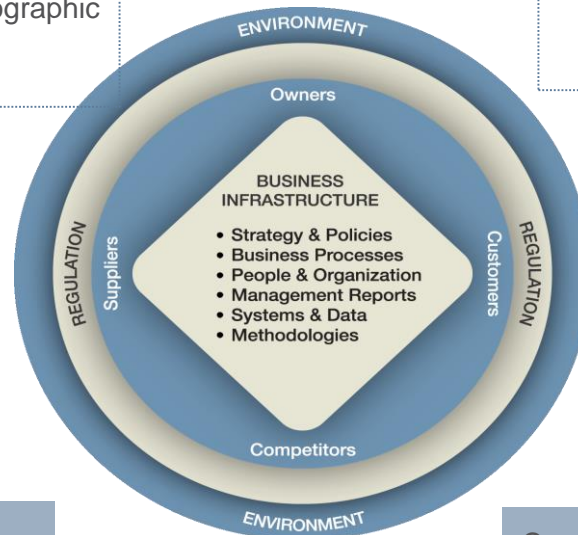 ographic
ENVIRONMENT
Owners
BUSINESS
INFRASTRUCTURE
• Strategy & Policies
• Business Processes
• People & Organization
• Management Reports
• Systems & Data
• Methodologies
REGULATION
Suppliers
Customers
REGULATION
Competitors
ENVIRONMENT